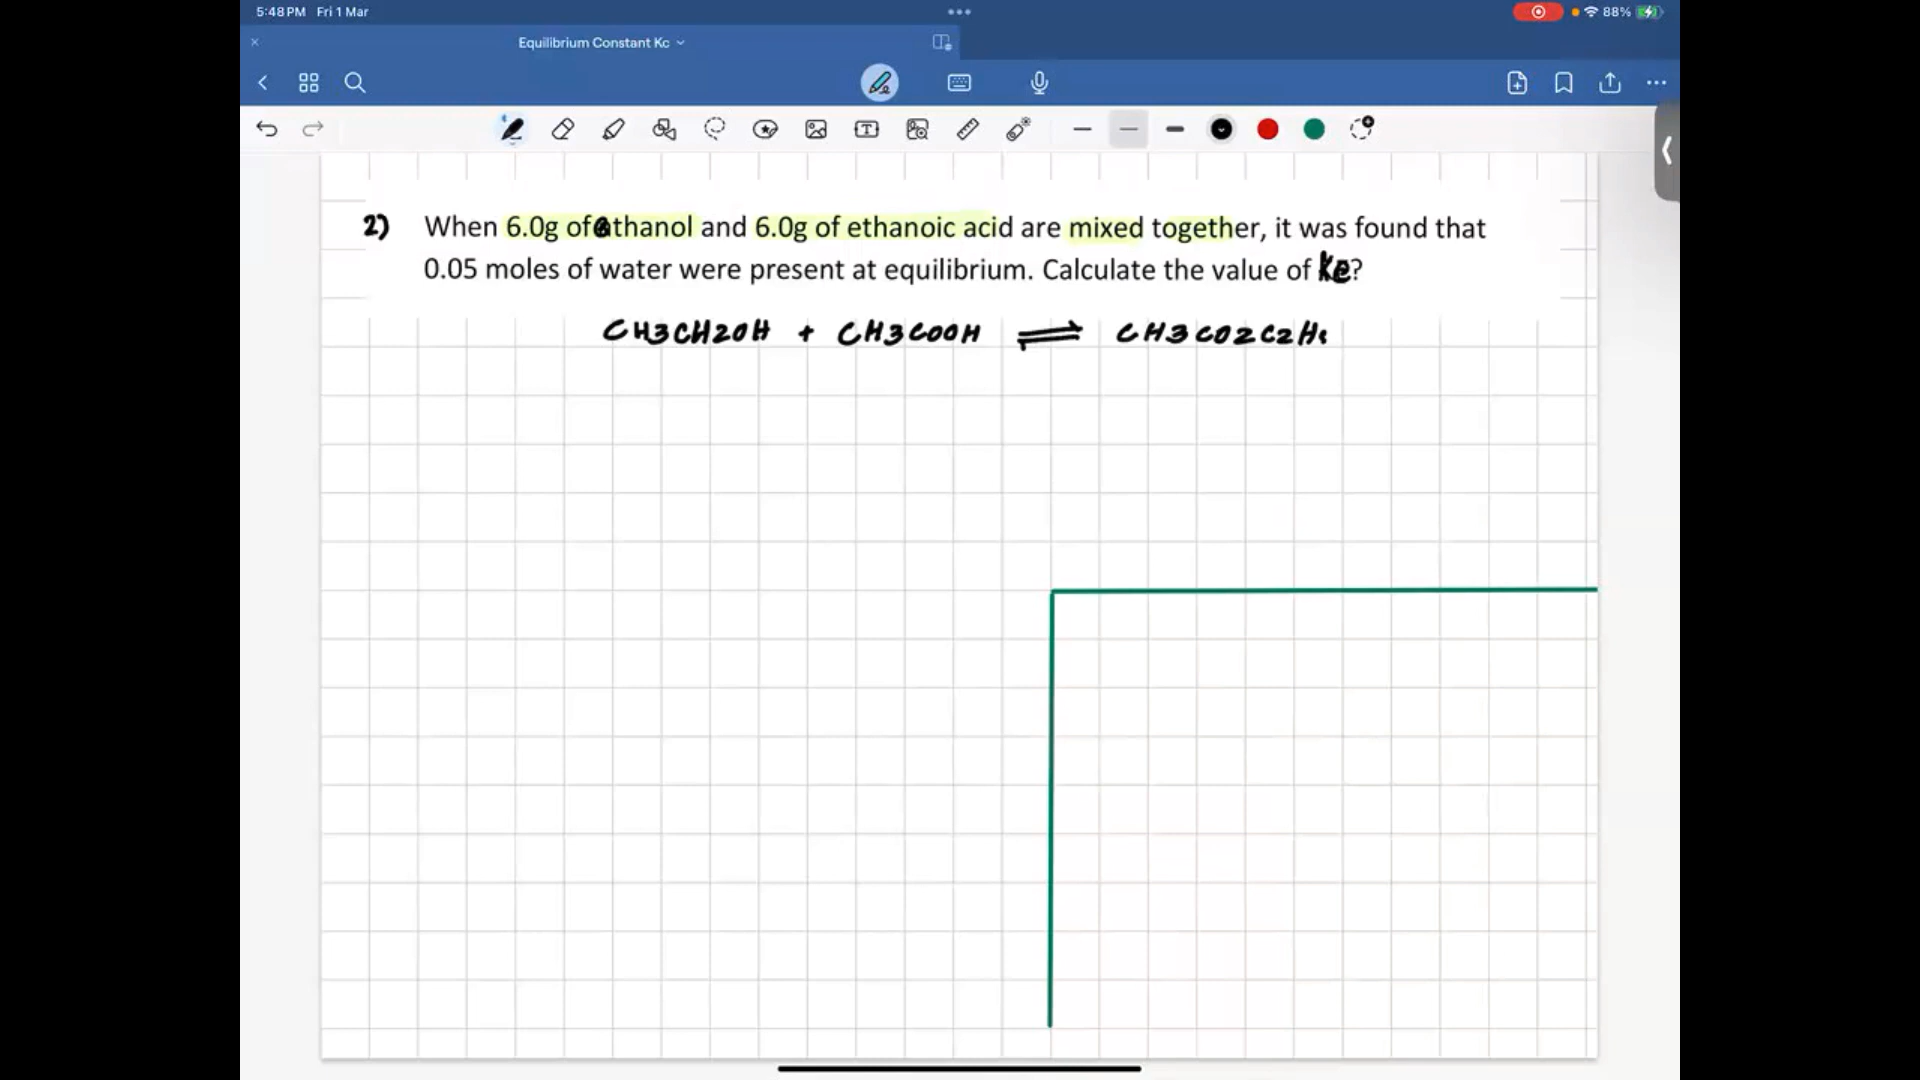 5:48 PM Fri 1 Mar
88%
Equilibrium Constant Kc
2) When 6.0g of ethanol and 6.0g of ethanoic acid are mixed together, it was found that
0.05 moles of water were present at equilibrium. Calculate the value of Kc?
CH3CH2OH + CH3COOH ⇌ CH3CO2C2H